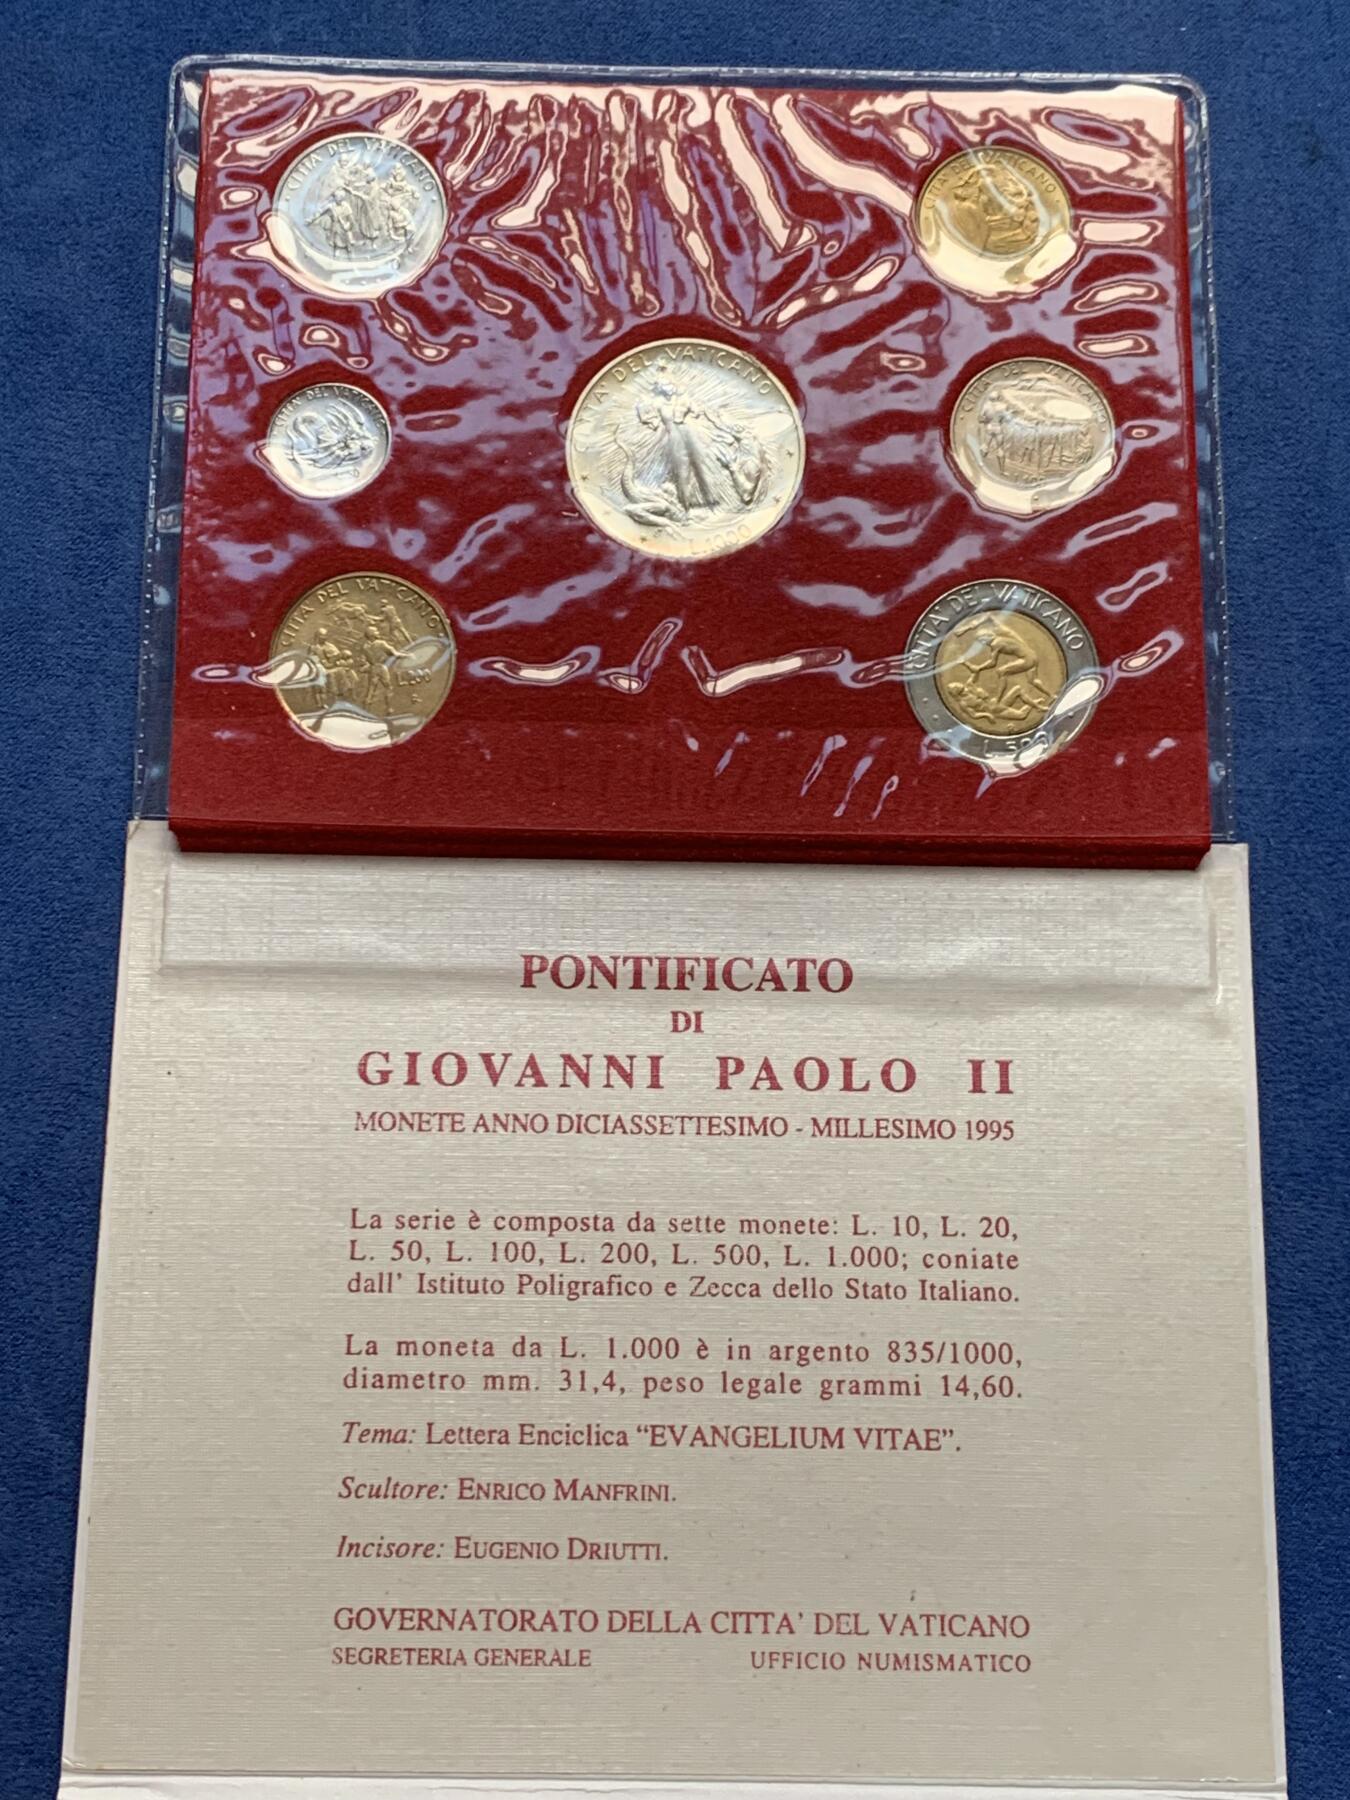 CITTA' DEL VATICANO
CITTA' DEL VATICANO
CITTA' DEL VATICANO
L.1000
CITTA' DEL VATICANO
CITTA' DEL VATICANO
CITTA' DEL VATICANO
L.200
CITTA' DEL VATICANO
PONTIFICATO
DI
GIOVANNI PAOLO II
MONETE ANNO DICIASSETTESIMO - MILLESIMO 1995
La serie è composta da sette monete: L. 10, L. 20,
L. 50, L. 100, L. 200, L. 500, L. 1.000; coniate
dall' Istituto Poligrafico e Zecca dello Stato Italiano.
La moneta da L. 1.000 è in argento 835/1000,
diametro mm. 31,4, peso legale grammi 14,60.
Tema: Lettera Enciclica “EVANGELIUM VITAE”.
Scultore: ENRICO MANFRINI.
Incisore: EUGENIO DRIUTTI.
GOVERNATORATO DELLA CITTA' DEL VATICANO
SEGRETERIA GENERALE UFFICIO NUMISMATICO